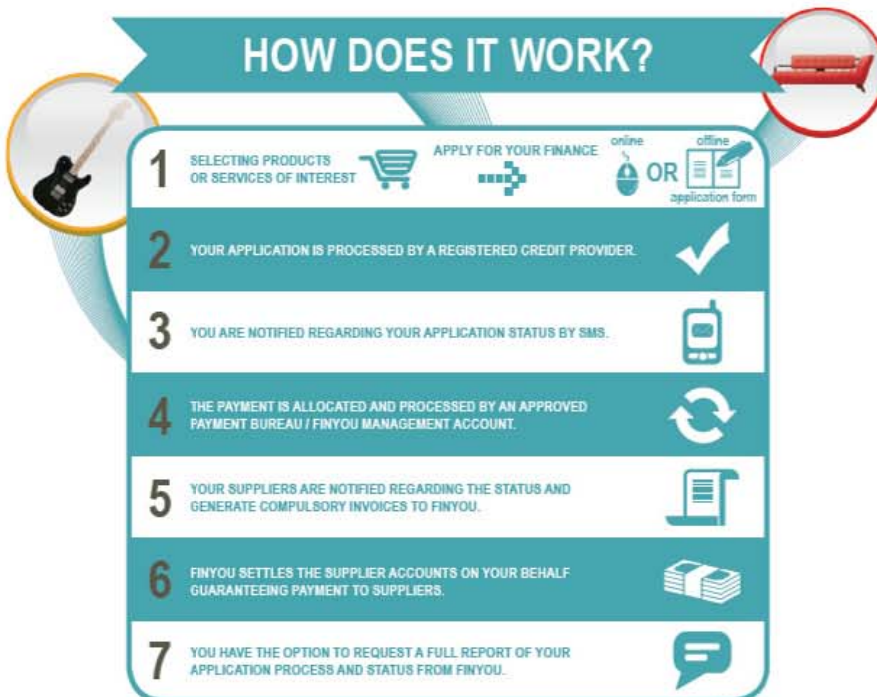 HOW DOES IT WORK?
1
SELECTING PRODUCTS
OR SERVICES OF INTEREST
APPLY FOR YOUR FINANCE
online
OR
offline
application form
2
YOUR APPLICATION IS PROCESSED BY A REGISTERED CREDIT PROVIDER.
3
YOU ARE NOTIFIED REGARDING YOUR APPLICATION STATUS BY SMS.
4
THE PAYMENT IS ALLOCATED AND PROCESSED BY AN APPROVED
PAYMENT BUREAU / FINYOU MANAGEMENT ACCOUNT.
5
YOUR SUPPLIERS ARE NOTIFIED REGARDING THE STATUS AND
GENERATE COMPULSORY INVOICES TO FINYOU.
6
FINYOU SETTLES THE SUPPLIER ACCOUNTS ON YOUR BEHALF
GUARANTEEING PAYMENT TO SUPPLIERS.
7
YOU HAVE THE OPTION TO REQUEST A FULL REPORT OF YOUR
APPLICATION PROCESS AND STATUS FROM FINYOU.